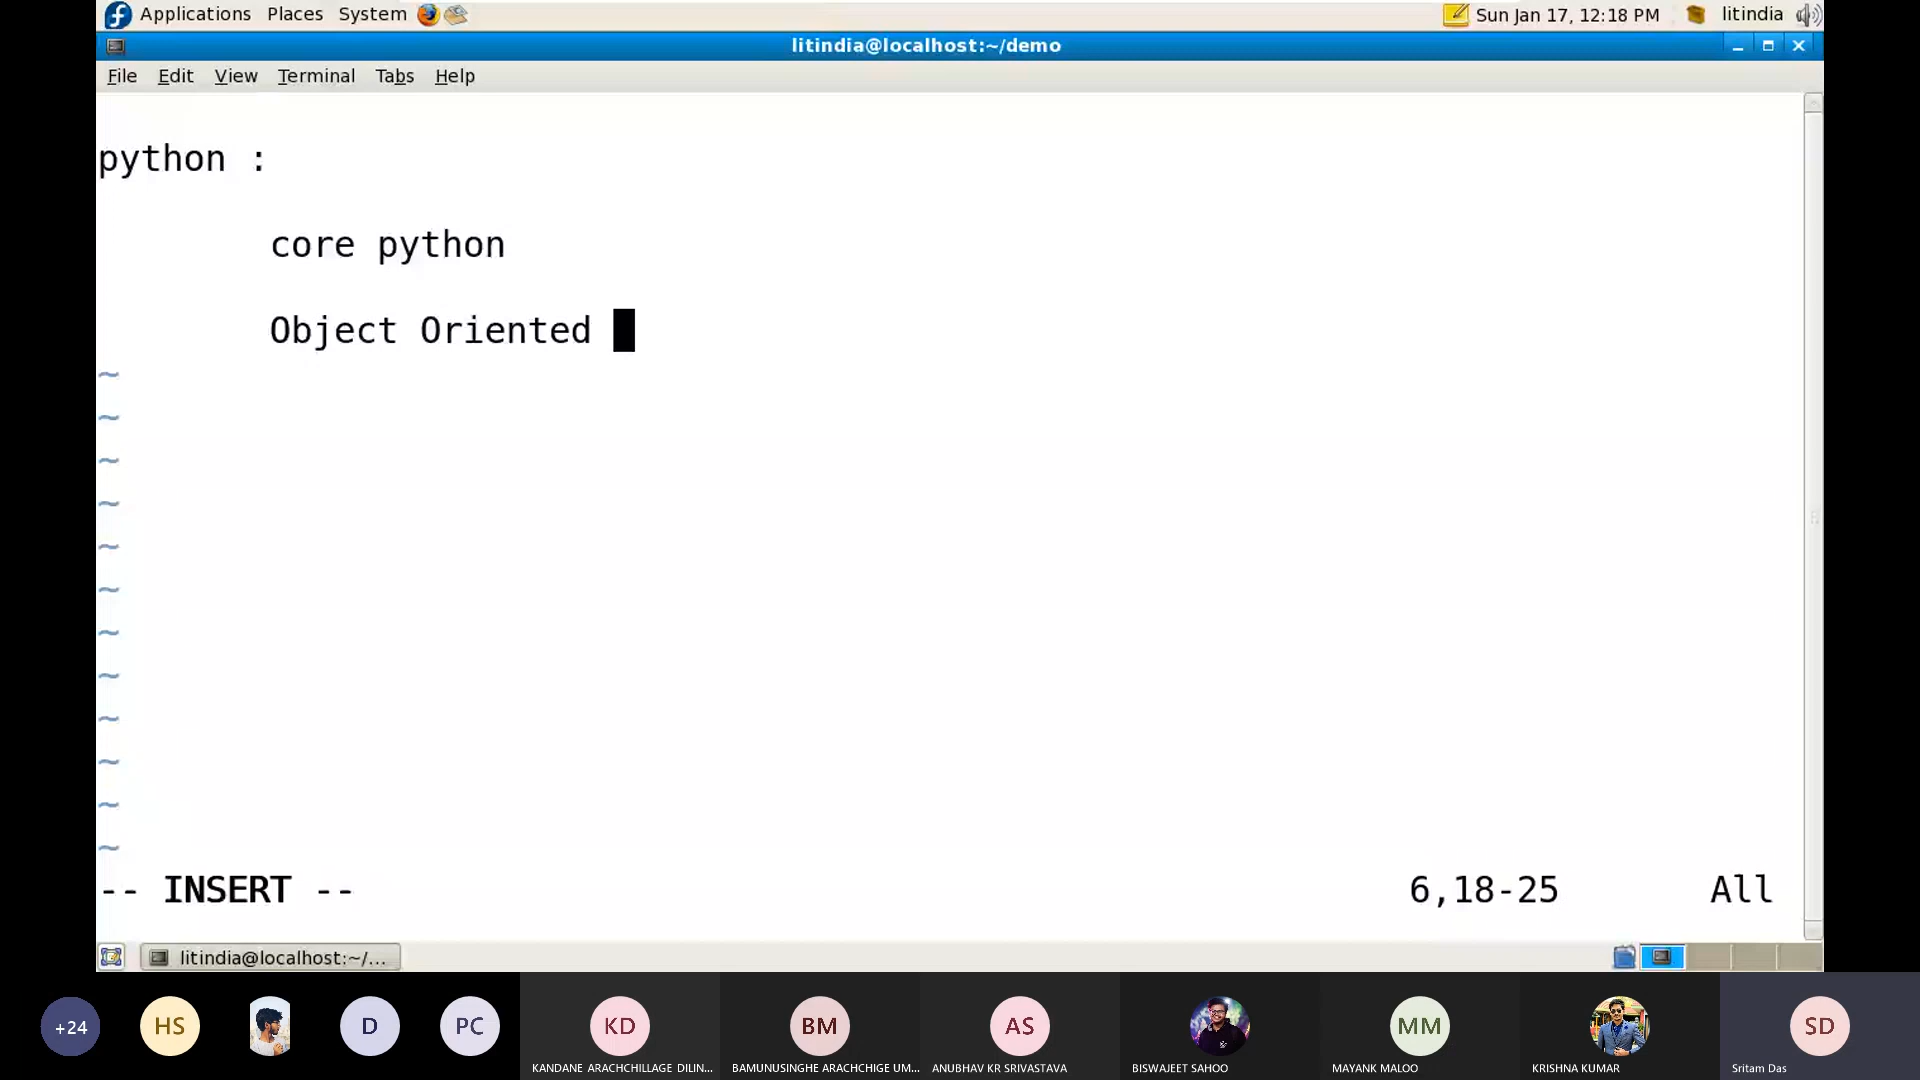 Applications Places System Sun Jan 17, 12:18 PM litindia
litindia@localhost:~/demo
File Edit View Terminal Tabs Help
python :
core python
Object Oriented
~
~
~
~
~
~
~
~
~
~
~
~
-- INSERT -- 6,18-25 All
litindia@localhost:~/...
+24 HS D PC KD BM AS MM SD
KANDANE ARACHCHILLAGE DILIN... BAMUNUSINGHE ARACHCHIGE UM... ANUBHAV KR SRIVASTAVA BISWAJEET SAHOO MAYANK MALOO KRISHNA KUMAR Sritam Das